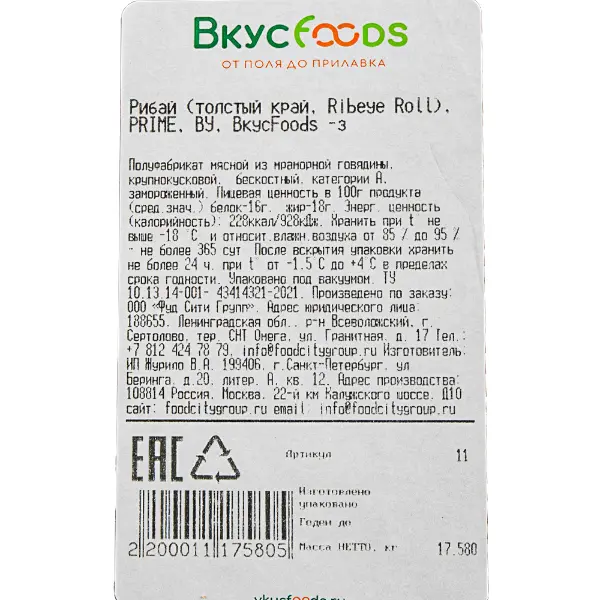 ВкусFOODS
ОТ ПОЛЯ ДО ПРИЛАВКА
Рибай (толстый край, Ribeye Roll),
PRIME, ВУ, ВкусFoods -з
Полуфабрикат мясной из мраморной говядины,
крупнокусковой, бескостный, категории А,
замороженный. Пищевая ценность в 100г продукта
(сред.знач.) белок-16г. жир-18г. Энерг. ценность
(калорийность): 228ккал/928кДж. Хранить при t° не
выше -18 °С и относит.влажн.воздуха от 85 / до 95 %
- не более 365 сут. После вскрытия упаковки хранить
не более 24 ч. при t° от -1.5°С до +4°С в пределах
срока годности. Упаковано под вакуумом. ТУ
10.13.14-001- 43414321-2021. Произведено по заказу:
ООО «Фуд Сити Групп». Адрес юридического лица:
188655, Ленинградская обл., р-н Всеволожский, г.
Сертолово, тер. СНТ Омега, ул. Гранитная, д. 17 Тел.:
+7 812 424 78 79, info@foodcitygroup.ru Изготовитель:
ИП Журило В.А. 199406, г.Санкт-Петербург, ул
Беринга, д.20, литер. А, кв. 12. Адрес производства:
108814 Россия, Москва, 22-й км Калужского шоссе, Д10
сайт: foodcitygroup.ru email: info@foodcitygroup.ru
EAC
Артикул 11
Изготовлено
упаковано
Годен до
Масса НЕТТО, кг 17.580
2 200011 175805
vkusfoods.ru